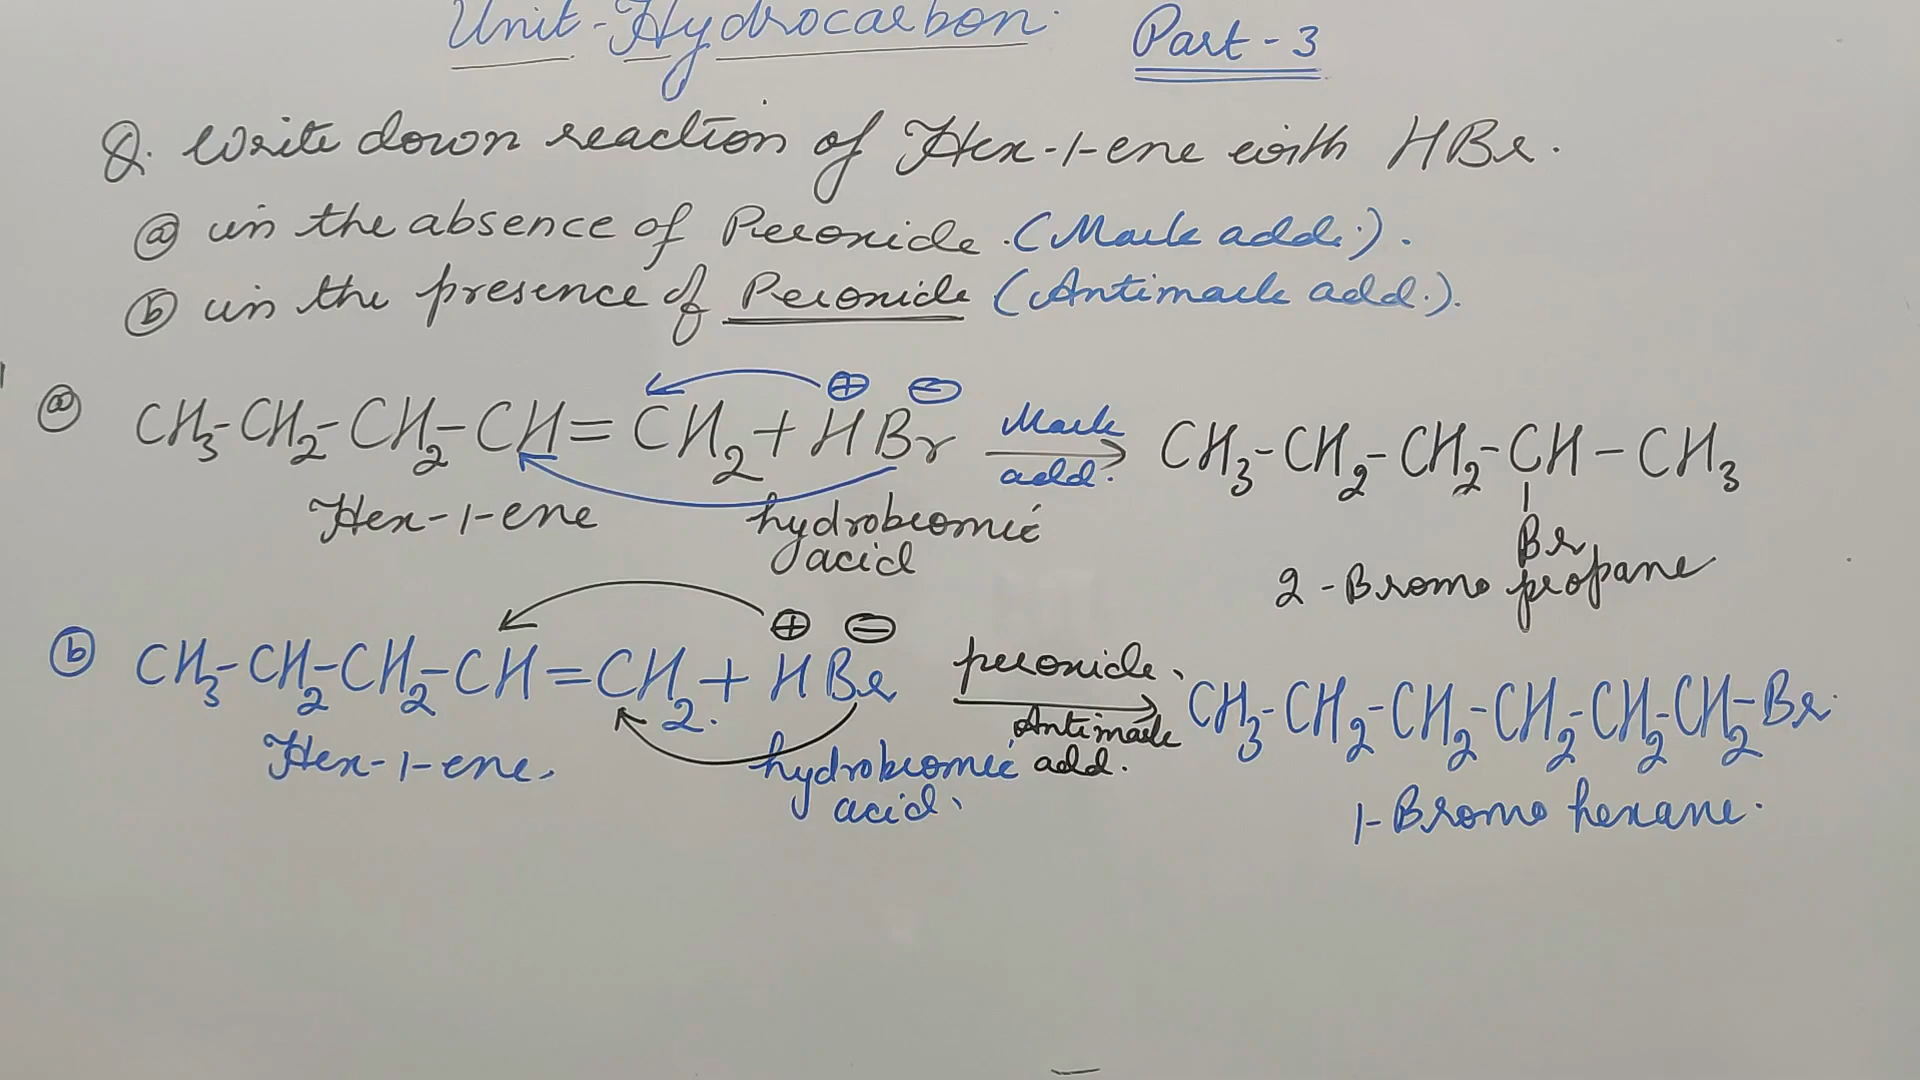 Unit-Hydrocarbon Part-3
Q. Write down reaction of Hex-1-ene with HBr.
ⓐ in the absence of Peroxide. (Mark add.).
ⓑ in the presence of Peroxide (Antimark add.).
ⓐ CH₃-CH₂-CH₂-CH=CH₂+HBr Mark add. CH₃-CH₂-CH₂-CH-CH₃
⊕ ⊖
Br
Hex-1-ene hydrobromic acid 2-Bromo propane
ⓑ CH₃-CH₂-CH₂-CH=CH₂+HBr peroxide Antimark add. CH₃-CH₂-CH₂-CH₂-CH₂-CH₂-Br
⊕ ⊖
Hex-1-ene. hydrobromic acid. 1-Bromo hexane.